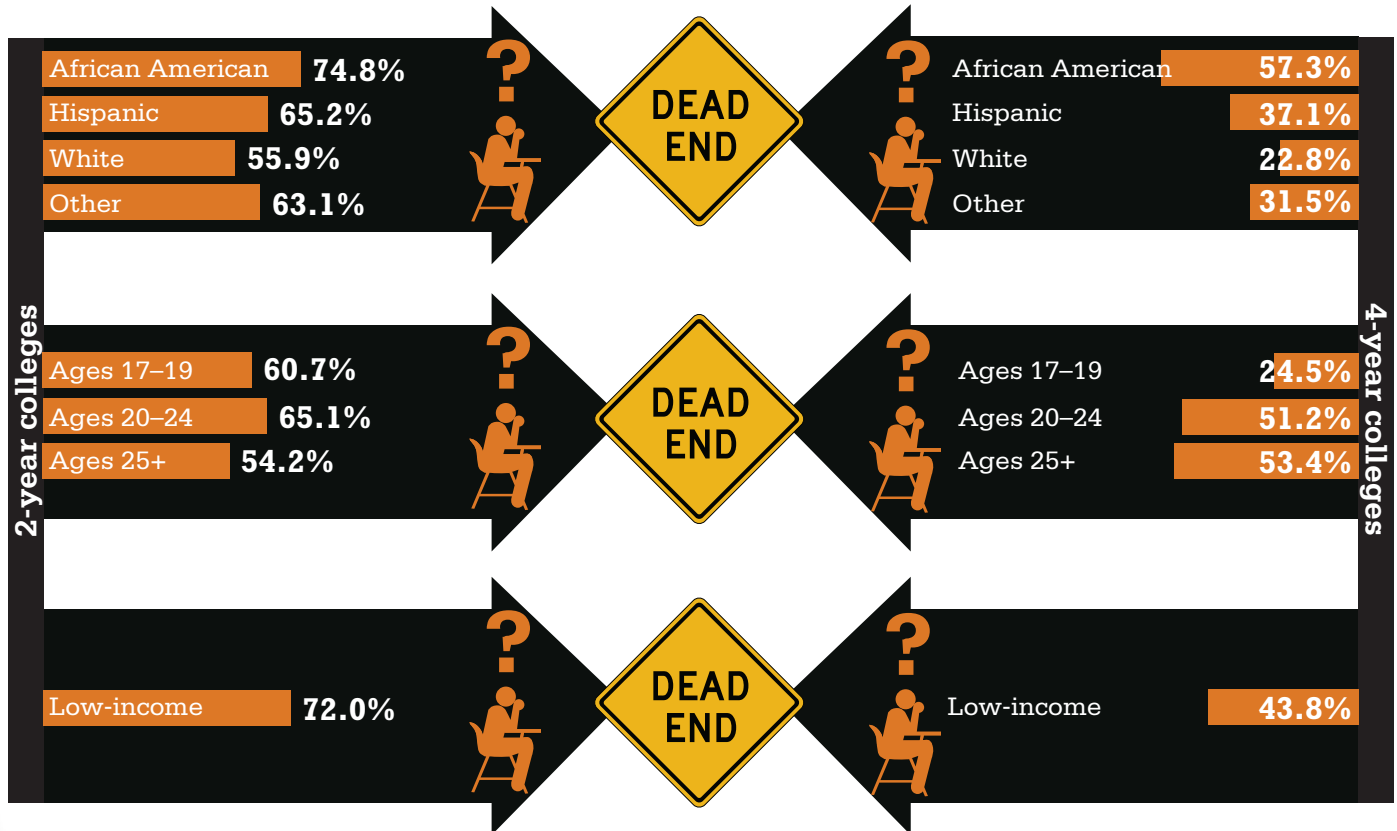 2-year colleges
African American 74.8%
Hispanic 65.2%
White 55.9%
Other 63.1%
?
DEAD
END
?
African American 57.3%
Hispanic 37.1%
White 22.8%
Other 31.5%
Ages 17–19 60.7%
Ages 20–24 65.1%
Ages 25+ 54.2%
?
DEAD
END
?
Ages 17–19 24.5%
Ages 20–24 51.2%
Ages 25+ 53.4%
Low-income 72.0%
?
DEAD
END
?
Low-income 43.8%
4-year colleges